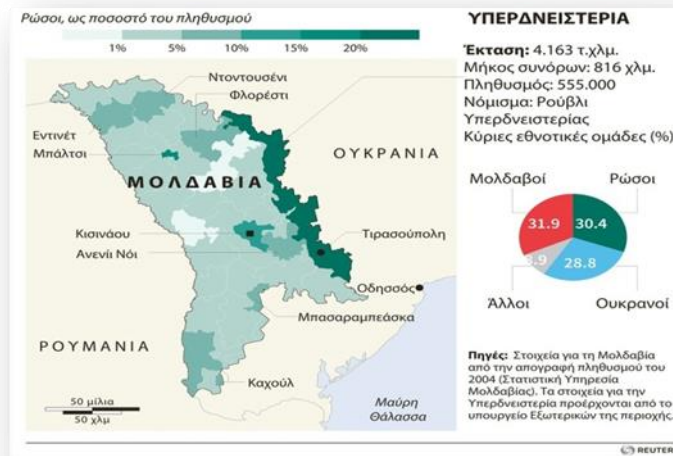 Ρώσοι, ως ποσοστό του πληθυσμού
1% 5% 10% 15% 20%
Ντοντουσένι
Φλορέστι
Εντινέτ
Μπάλτσι
ΟΥΚΡΑΝΙΑ
ΜΟΛΔΑΒΙΑ
Κισινάου
Ανενίι Νόι
Τιρασούπολη
Οδησσός
Μπασαραμπεάσκα
ΡΟΥΜΑΝΙΑ
Καχούλ
Μαύρη
Θάλασσα
50 μίλια
50 χλμ
ΥΠΕΡΔΝΕΙΣΤΕΡΙΑ
Έκταση: 4.163 τ.χλμ.
Μήκος συνόρων: 816 χλμ.
Πληθυσμός: 555.000
Νόμισμα: Ρούβλι
Υπερδνειστερίας
Κύριες εθνοτικές ομάδες (%)
Μολδαβοί Ρώσοι
31.9 30.4
8.9 28.8
Άλλοι Ουκρανοί
Πηγές: Στοιχεία για τη Μολδαβία
από την απογραφή πληθυσμού του
2004 (Στατιστική Υπηρεσία
Μολδαβίας). Τα στοιχεία για την
Υπερδνειστερία προέρχονται από το
υπουργείο Εξωτερικών της περιοχής.
REUTER